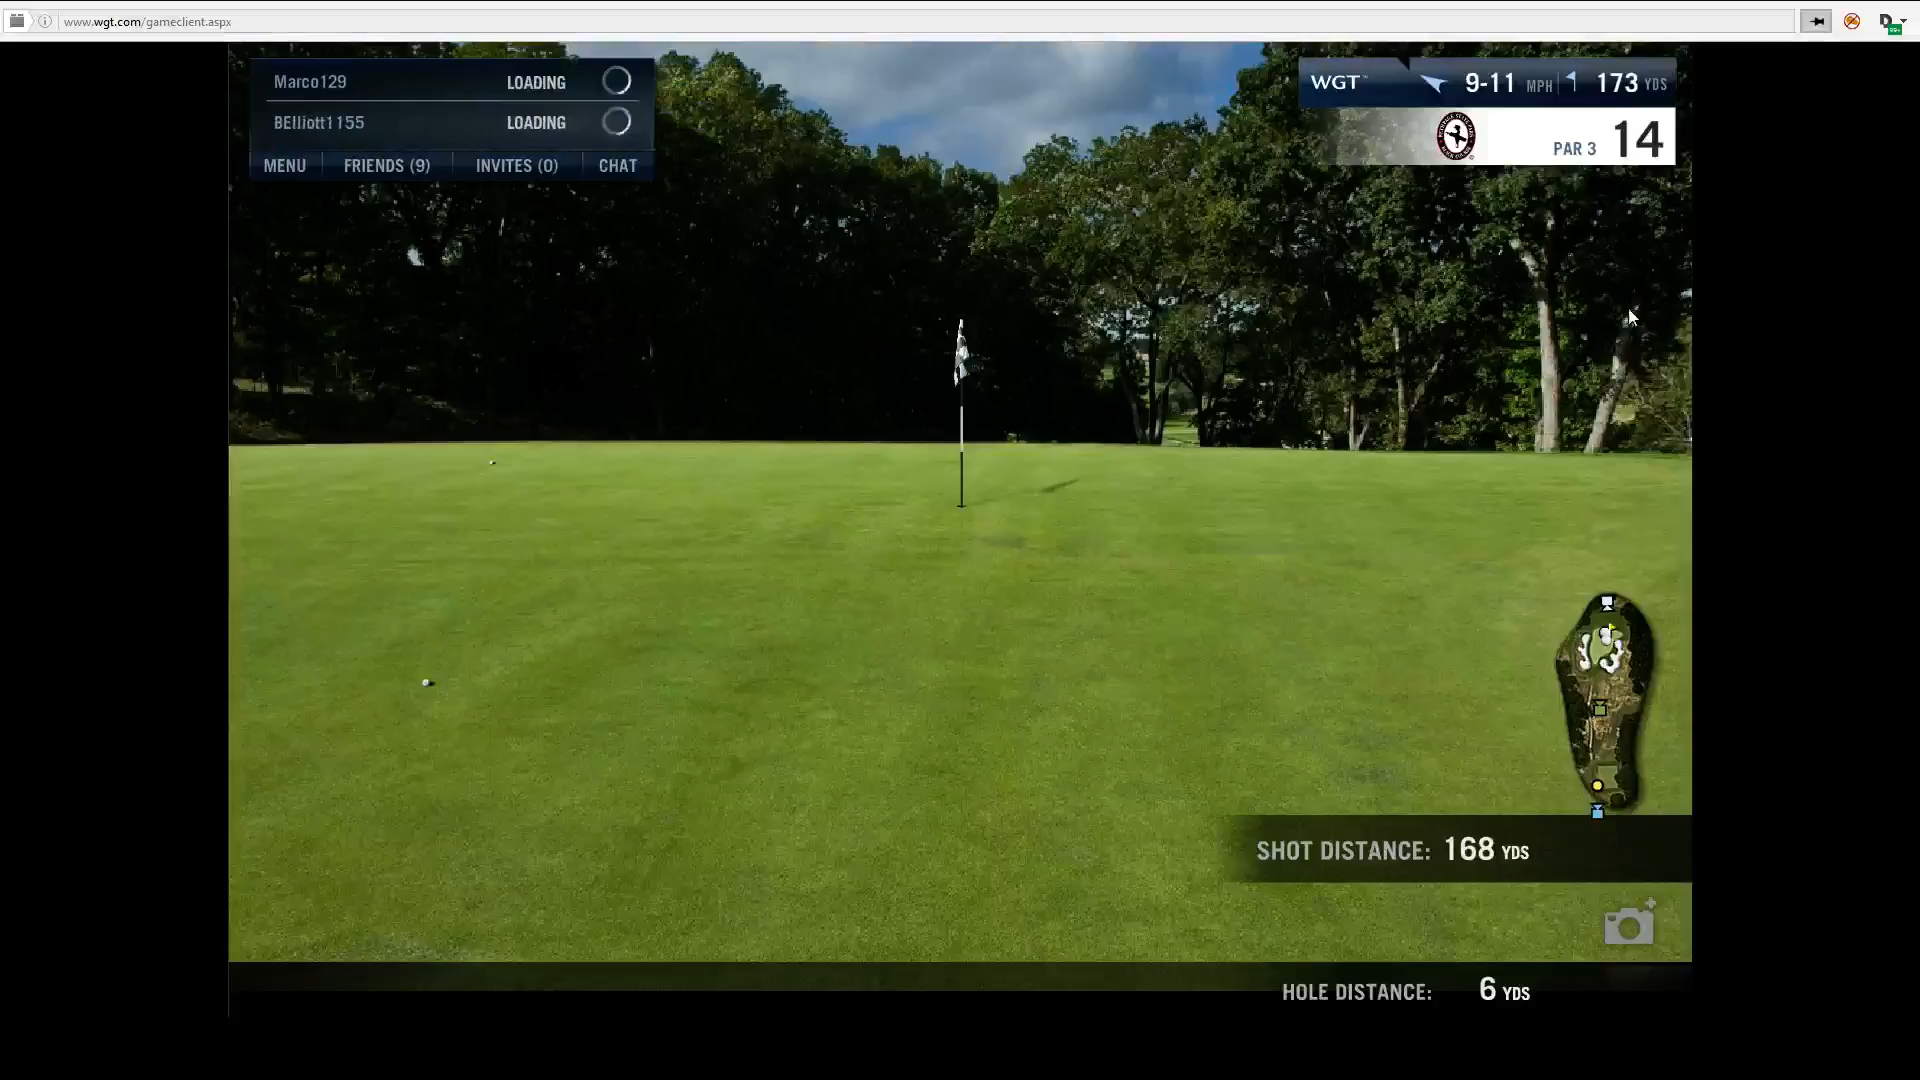 www.wgt.com/gameclient.aspx
Marco129 LOADING
BElliott1155 LOADING
MENU FRIENDS (9) INVITES (0) CHAT
WGT 9-11 MPH 173 YDS
PAR 3 14
SHOT DISTANCE: 168 YDS
HOLE DISTANCE: 6 YDS